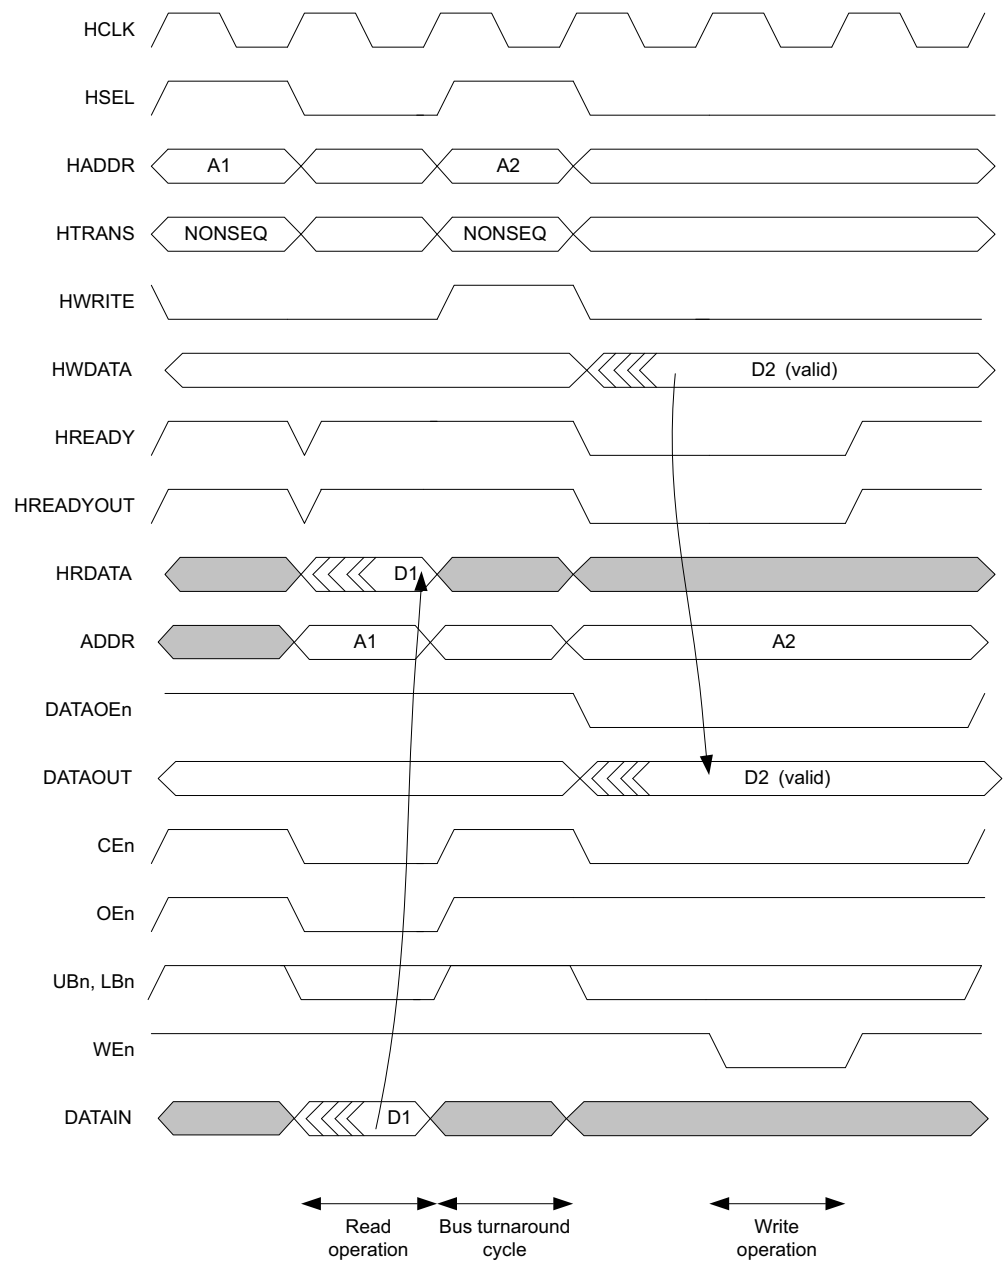 HCLK
HSEL
HADDR A1 A2
HTRANS NONSEQ NONSEQ
HWRITE
HWDATA D2 (valid)
HREADY
HREADYOUT
HRDATA D1
ADDR A1 A2
DATAOEn
DATAOUT D2 (valid)
CEn
OEn
UBn, LBn
WEn
DATAIN D1
Read Bus turnaround Write
operation cycle operation